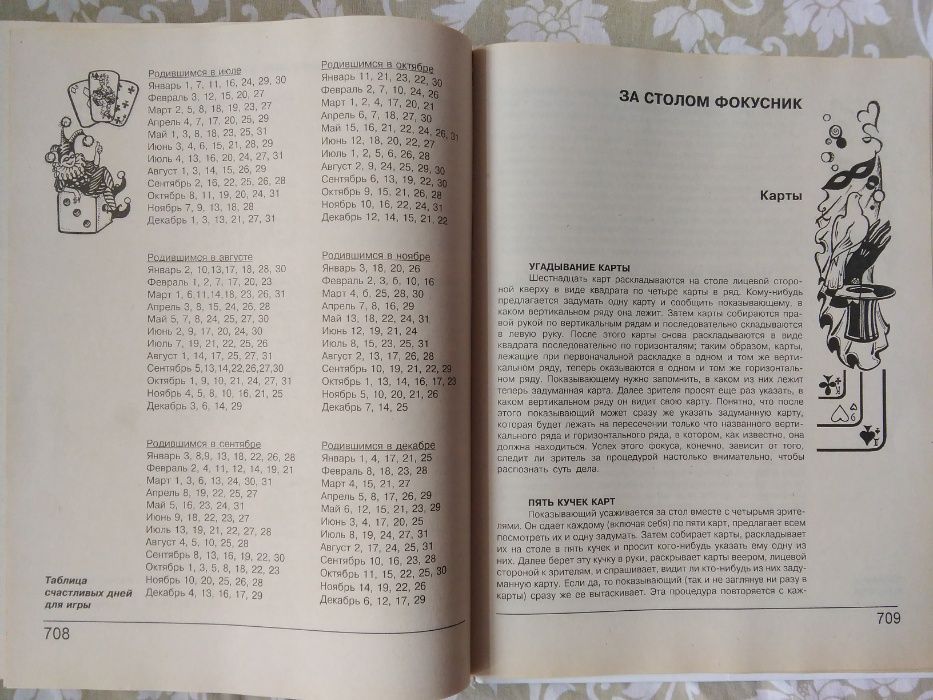 Родившимся в июле
Январь 1, 7, 11, 16, 24, 29, 30
Февраль 3, 12, 15, 20, 27
Март 2, 5, 8, 18, 19, 23, 27
Апрель 4, 7, 17, 20, 25, 29
Май 1, 3, 8, 18, 23, 25, 31
Июнь 3, 4, 6, 15, 21, 28, 29
Июль 4, 13, 16, 20, 24, 27, 31
Август 1, 3, 14, 15, 26, 29
Сентябрь 2, 16, 22, 25, 26, 28
Октябрь 8, 11, 19, 20, 24, 31
Ноябрь 7, 9, 13, 18, 28
Декабрь 1, 3, 13, 21, 27, 31
Родившимся в августе
Январь 2, 10,13,17, 18, 28, 30
Февраль 1, 2, 7, 17, 20, 23
Март 1, 6,11,14,18, 23, 26, 31
Апрель 3, 8, 15, 24, 26, 28
Май 5, 7, 8, 24, 25, 27, 30
Июнь 2, 9, 17, 20, 24, 30
Июль 7, 19, 21, 22, 25, 26
Август 1, 14, 17, 25, 27, 31
Сентябрь 5,13,14,22,26,27,30
Октябрь 1, 9, 10, 21, 24, 27, 31
Ноябрь 4, 5, 8, 10, 16, 21, 25
Декабрь 3, 6, 14, 29
Родившимся в сентябре
Январь 3, 8,9, 13, 18, 22, 26, 28
Февраль 2, 4, 11, 12, 14, 19, 21
Март 1, 3, 6, 13, 24, 30, 31
Апрель 8, 19, 22, 25, 27
Май 5, 16, 23, 24, 31
Июнь 9, 18, 22, 23, 27
Июль 13, 19, 21, 22, 27, 28
Август 4, 5, 10, 25, 28
Сентябрь 8, 13, 16, 19, 22, 30
Октябрь 1, 3, 5, 8, 18, 22, 23
Ноябрь 10, 20, 25, 26, 28
Декабрь 4, 13, 16, 17, 29
Родившимся в октябре
Январь 11, 21, 23, 22, 30
Февраль 2, 7, 10, 24, 26
Март 1, 2, 4, 17, 20, 21
Апрель 6, 7, 18, 27, 30
Май 15, 16, 21, 22, 24, 26, 31
Июнь 12, 18, 20, 22, 27
Июль 1, 2, 5, 6, 26, 28
Август 2, 9, 24, 25, 29, 30
Сентябрь 6, 13, 19, 22, 30
Октябрь 9, 15, 21, 26, 28
Ноябрь 10, 16, 22, 24, 31
Декабрь 12, 14, 15, 21, 22
Родившимся в ноябре
Январь 3, 18, 20, 26
Февраль 2, 3, 6, 10, 16
Март 4, 6, 25, 28, 30
Апрель 7, 8, 16, 29
Май 13, 18, 22, 24, 31
Июнь 12, 19, 21, 24
Июль 8, 15, 23, 25, 31
Август 2, 13, 17, 26, 28
Сентябрь 10, 19, 21, 22, 29
Октябрь 1, 13, 14, 16, 17, 23
Ноябрь 5, 10, 20, 21, 26
Декабрь 7, 14, 25
Родившимся в декабре
Январь 1, 4, 17, 21, 25
Февраль 8, 18, 23, 28
Март 4, 15, 21, 27
Апрель 5, 8, 17, 26, 29
Май 6, 12, 15, 21, 23, 29
Июнь 3, 4, 17, 20, 25
Июль 8, 19, 24, 27, 31
Август 2, 17, 24, 25, 31
Сентябрь 10, 16, 23, 28
Октябрь 11, 15, 22, 25, 30
Ноябрь 14, 19, 22, 26
Декабрь 6, 12, 17, 29
Таблица
счастливых дней
для игры
708
ЗА СТОЛОМ ФОКУСНИК
Карты
УГАДЫВАНИЕ КАРТЫ
Шестнадцать карт раскладываются на столе лицевой сторо-
ной кверху в виде квадрата по четыре карты в ряд. Кому-нибудь
предлагается задумать одну карту и сообщить показывающему, в
каком вертикальном ряду она лежит. Затем карты собираются пра-
вой рукой по вертикальным рядам и последовательно складываются
в левую руку. После этого карты снова раскладываются в виде
квадрата последовательно по горизонталям; таким образом, карты,
лежащие при первоначальной раскладке в одном и том же верти-
кальном ряду, теперь оказываются в одном и том же горизонталь-
ном ряду. Показывающему нужно запомнить, в каком из них лежит
теперь задуманная карта. Далее зрителя просят еще раз указать, в
каком вертикальном ряду он видит свою карту. Понятно, что после
этого показывающий может сразу же указать задуманную карту,
которая будет лежать на пересечении только что названного верти-
кального ряда и горизонтального ряда, в котором, как известно, она
должна находиться. Успех этого фокуса, конечно, зависит от того,
следит ли зритель за процедурой настолько внимательно, чтобы
распознать суть дела.
ПЯТЬ КУЧЕК КАРТ
Показывающий усаживается за стол вместе с четырьмя зрите-
лями. Он сдает каждому (включая себя) по пяти карт, предлагает всем
посмотреть их и одну задумать. Затем собирает карты, раскладывает
их на столе в пять кучек и просит кого-нибудь указать ему одну из
них. Далее берет эту кучку в руки, раскрывает карты веером, лицевой
стороной к зрителям, и спрашивает, видит ли кто-нибудь из них заду-
манную карту. Если да, то показывающий (так и не заглянув ни разу в
карты) сразу же ее вытаскивает. Эта процедура повторяется с каж-
709